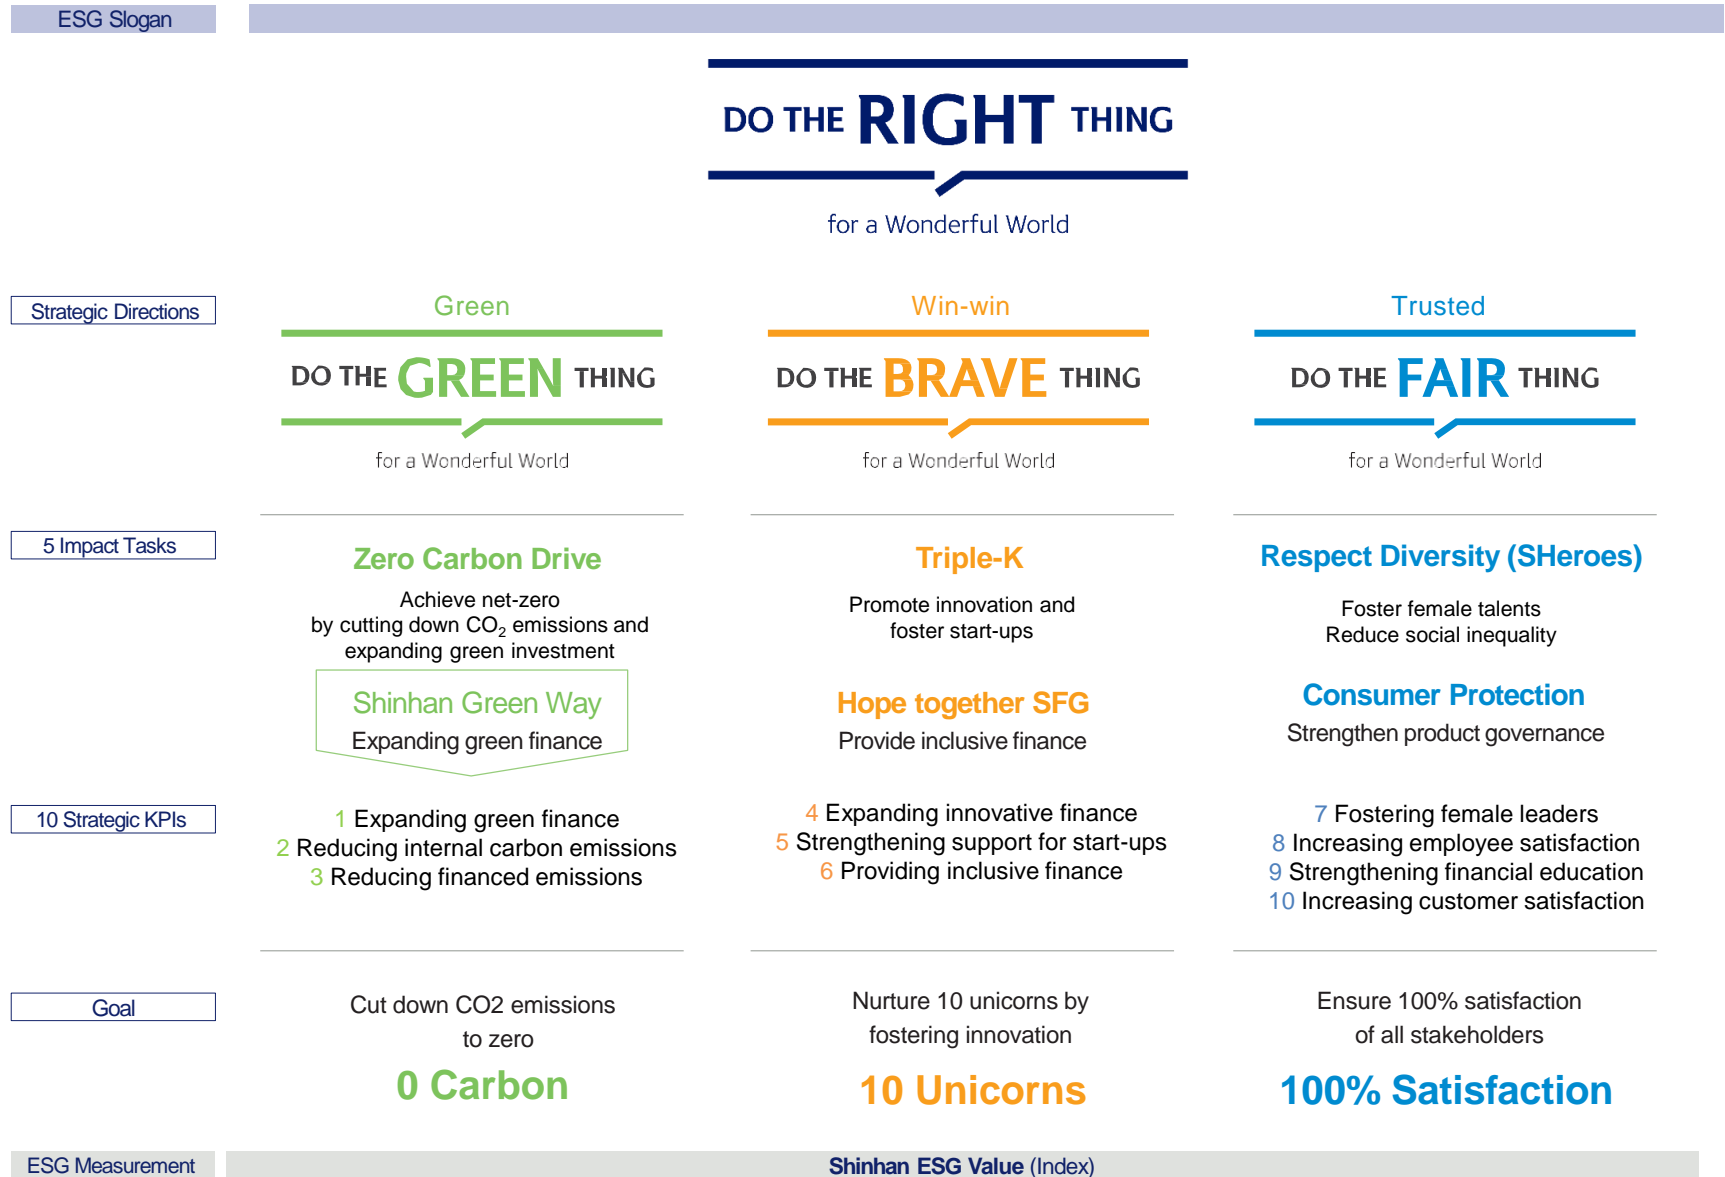 ESG Slogan
DO THE RIGHT THING
for a Wonderful World
Strategic Directions
Green
DO THE GREEN THING
for a Wonderful World
Win-win
DO THE BRAVE THING
for a Wonderful World
Trusted
DO THE FAIR THING
for a Wonderful World
5 Impact Tasks
Zero Carbon Drive
Achieve net-zero
by cutting down CO₂ emissions and
expanding green investment
Shinhan Green Way
Expanding green finance
Triple-K
Promote innovation and
foster start-ups
Hope together SFG
Provide inclusive finance
Respect Diversity (SHeroes)
Foster female talents
Reduce social inequality
Consumer Protection
Strengthen product governance
10 Strategic KPIs
1 Expanding green finance
2 Reducing internal carbon emissions
3 Reducing financed emissions
4 Expanding innovative finance
5 Strengthening support for start-ups
6 Providing inclusive finance
7 Fostering female leaders
8 Increasing employee satisfaction
9 Strengthening financial education
10 Increasing customer satisfaction
Goal
Cut down CO2 emissions
to zero
0 Carbon
Nurture 10 unicorns by
fostering innovation
10 Unicorns
Ensure 100% satisfaction
of all stakeholders
100% Satisfaction
ESG Measurement
Shinhan ESG Value (Index)